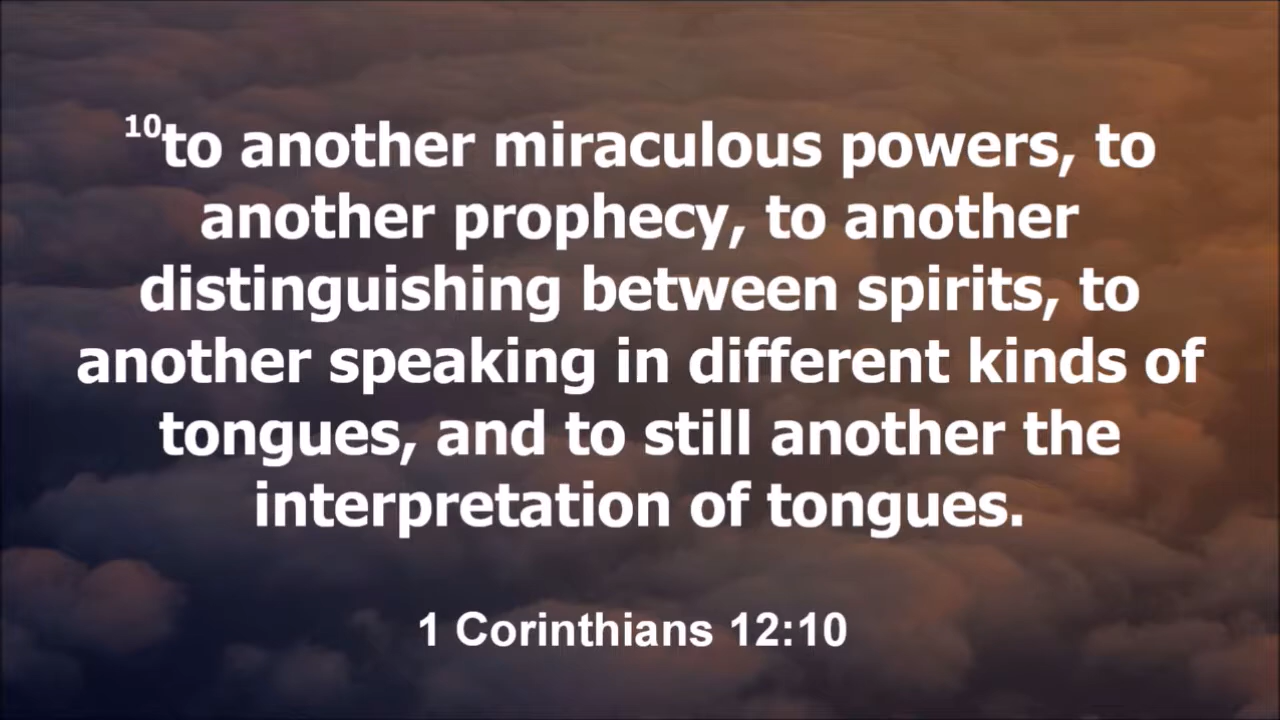 10to another miraculous powers, to
another prophecy, to another
distinguishing between spirits, to
another speaking in different kinds of
tongues, and to still another the
interpretation of tongues.
1 Corinthians 12:10